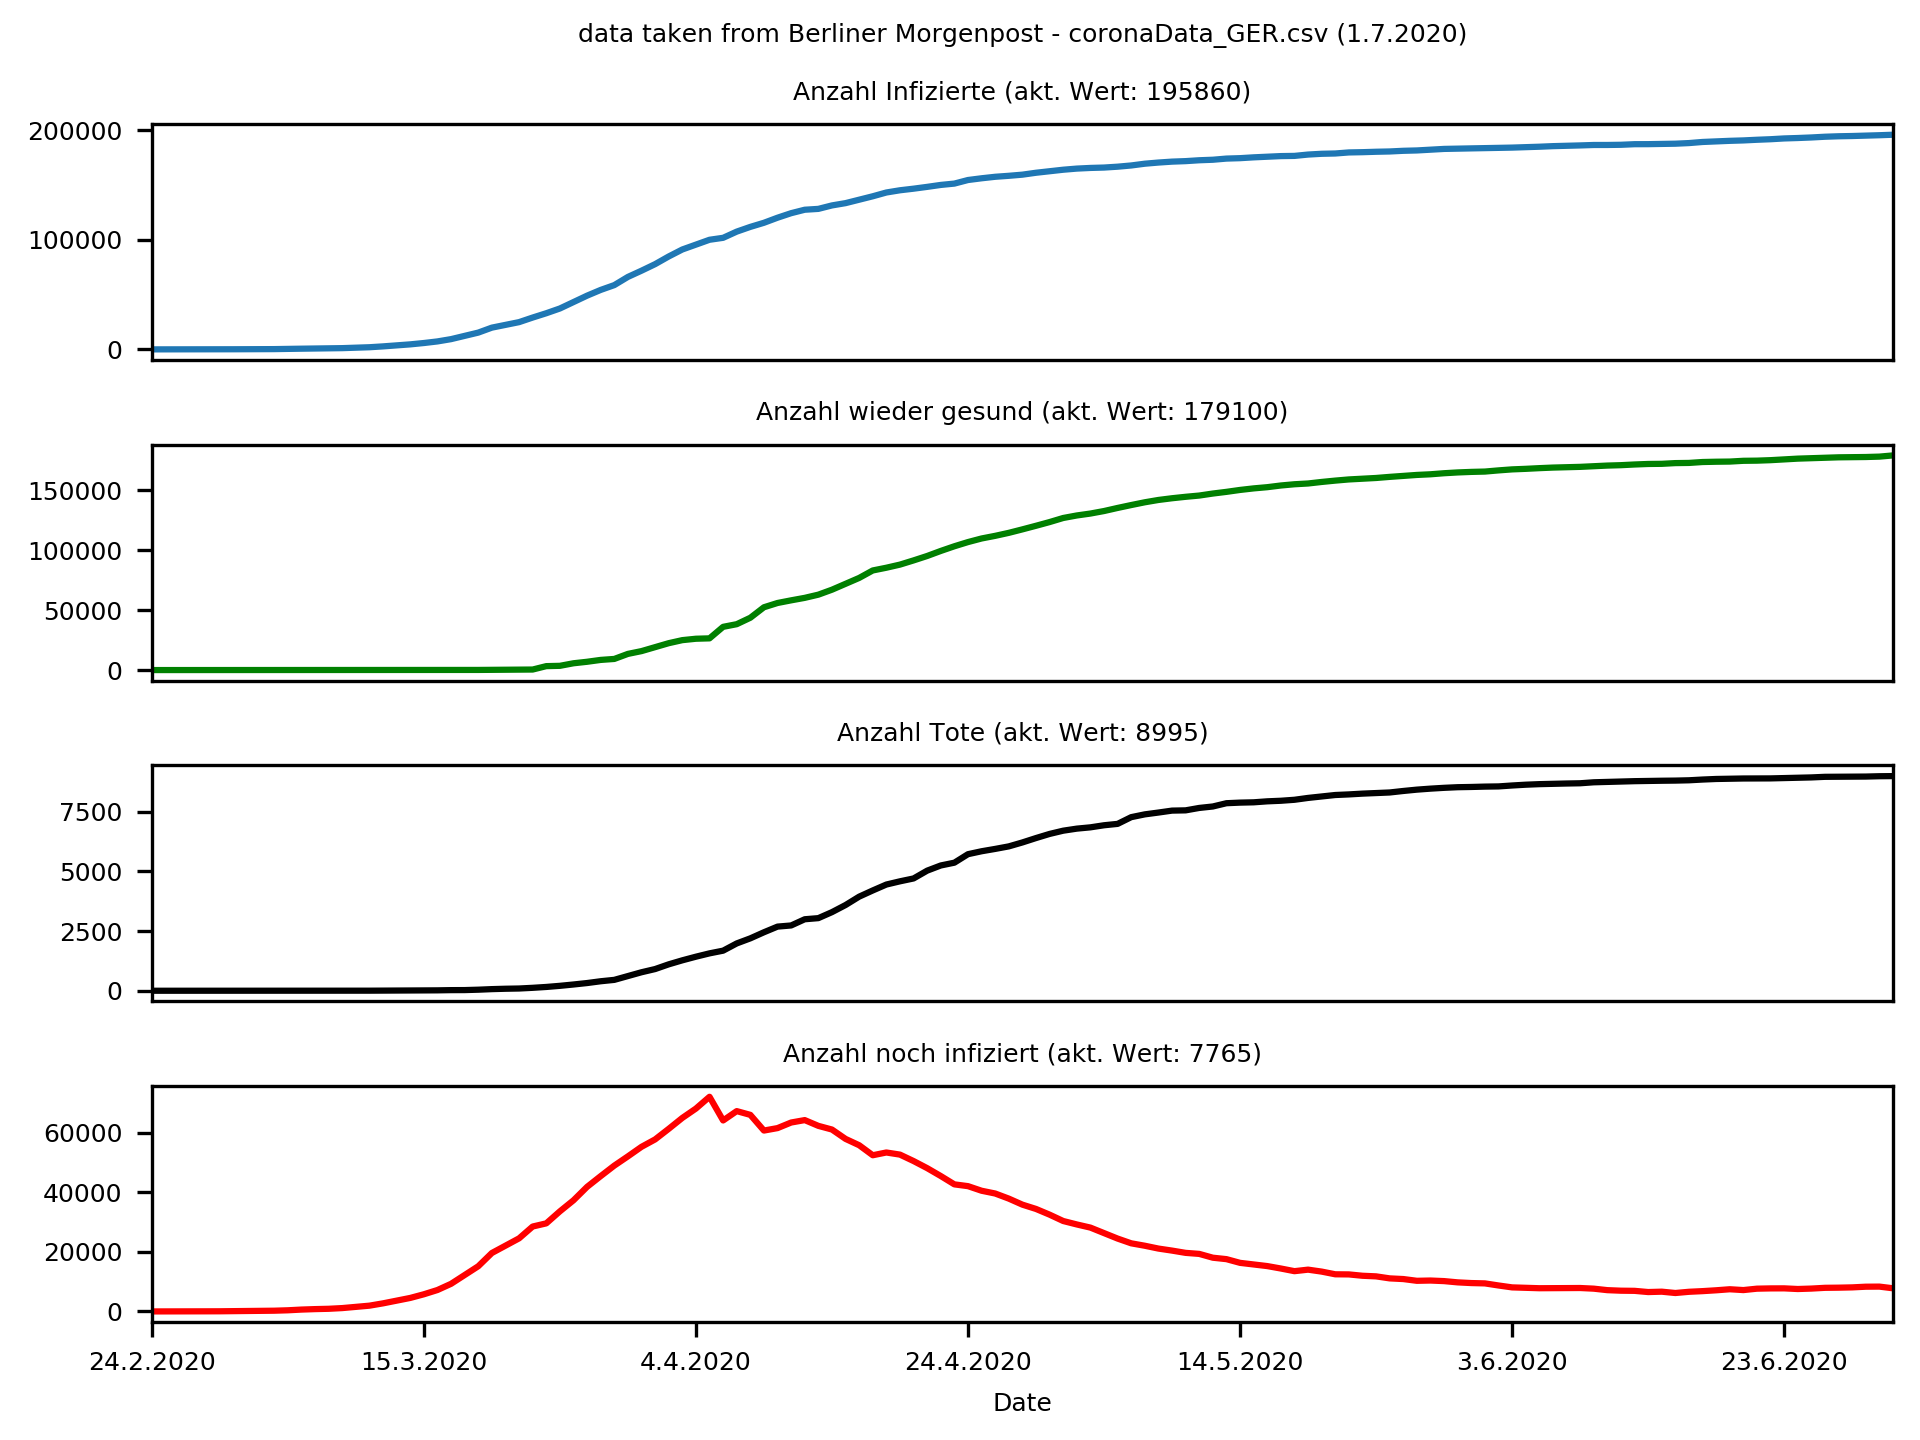 data taken from Berliner Morgenpost - coronaData_GER.csv (1.7.2020)
Anzahl Infizierte (akt. Wert: 195860)
200000
100000
0
Anzahl wieder gesund (akt. Wert: 179100)
150000
100000
50000
0
Anzahl Tote (akt. Wert: 8995)
7500
5000
2500
0
Anzahl noch infiziert (akt. Wert: 7765)
60000
40000
20000
0
24.2.2020 15.3.2020 4.4.2020 24.4.2020 14.5.2020 3.6.2020 23.6.2020
Date